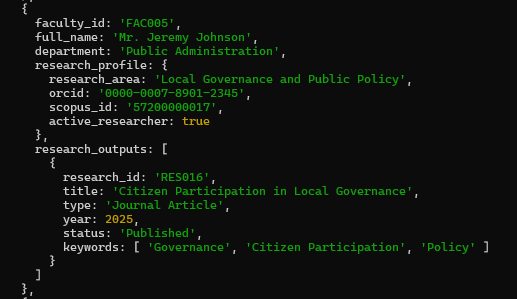 {
  faculty_id: 'FAC005',
  full_name: 'Mr. Jeremy Johnson',
  department: 'Public Administration',
  research_profile: {
    research_area: 'Local Governance and Public Policy',
    orcid: '0000-0007-8901-2345',
    scopus_id: '57200000017',
    active_researcher: true
  },
  research_outputs: [
    {
      research_id: 'RES016',
      title: 'Citizen Participation in Local Governance',
      type: 'Journal Article',
      year: 2025,
      status: 'Published',
      keywords: [ 'Governance', 'Citizen Participation', 'Policy' ]
    }
  ]
},